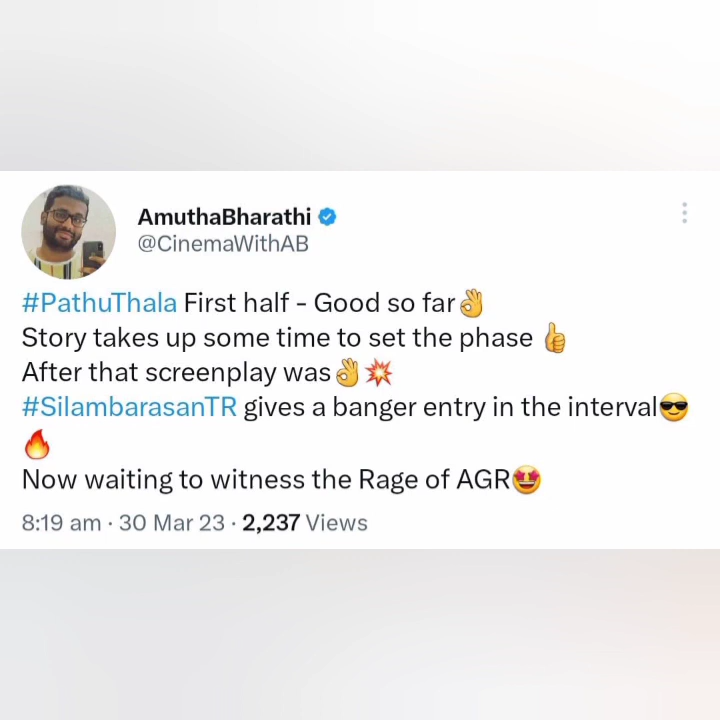 AmuthaBharathi
@CinemaWithAB
#PathuThala First half - Good so far👌
Story takes up some time to set the phase 👍
After that screenplay was👌💥
#SilambarasanTR gives a banger entry in the interval😎
🔥
Now waiting to witness the Rage of AGR🤩
8:19 am · 30 Mar 23 · 2,237 Views